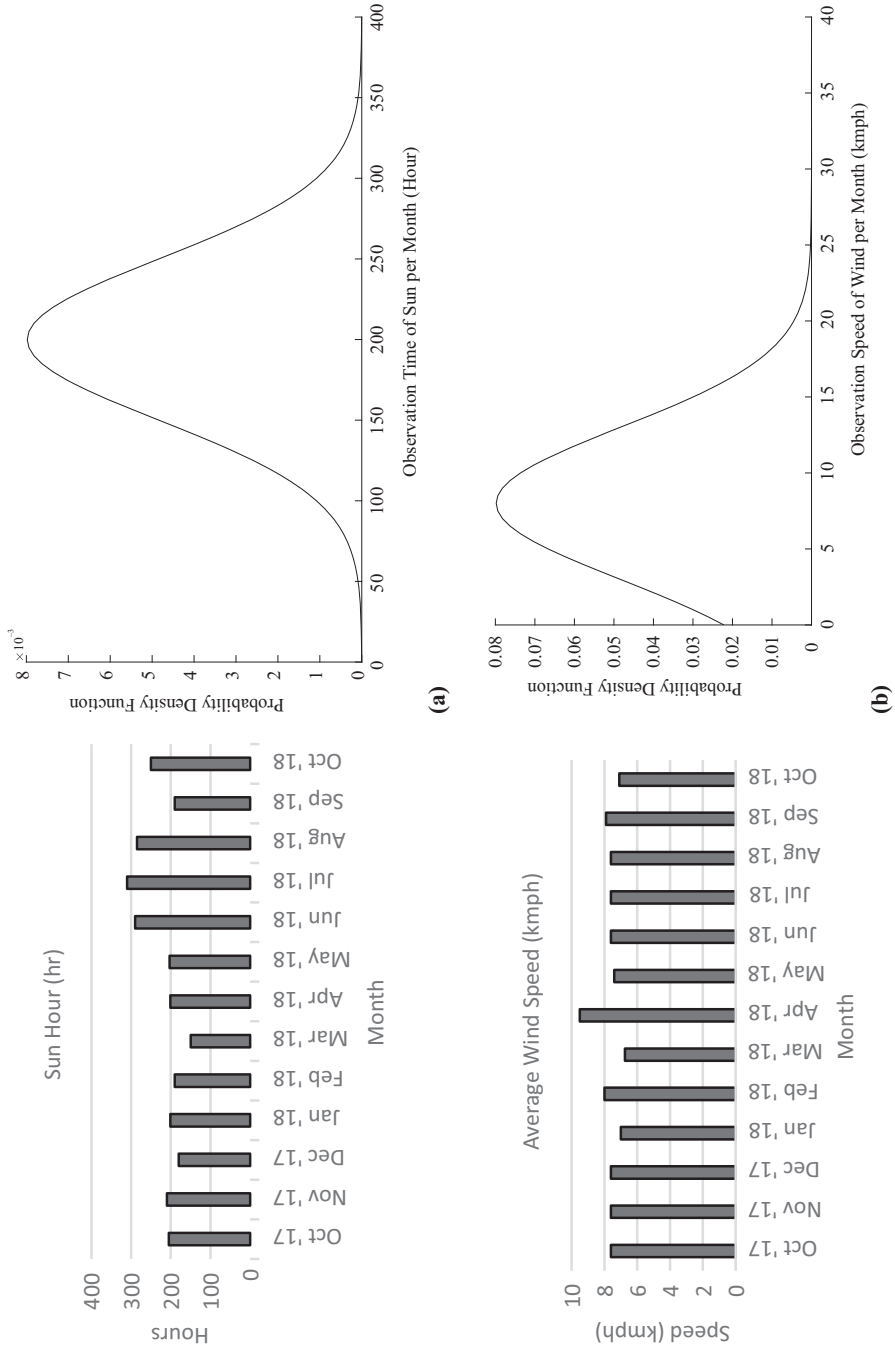 Sun Hour (hr)
Hours
400
300
200
100
0
Oct'17
Nov'17
Dec'17
Jan'18
Feb'18
Mar'18
Apr'18
May'18
Jun'18
Jul'18
Aug'18
Sep'18
Oct'18
Month
×10⁻³
Probability Density Function
8
7
6
5
4
3
2
1
0
0
50
100
150
200
250
300
350
400
Observation Time of Sun per Month (Hour)
(a)
Average Wind Speed (kmph)
Speed (kmph)
10
8
6
4
2
0
Oct'17
Nov'17
Dec'17
Jan'18
Feb'18
Mar'18
Apr'18
May'18
Jun'18
Jul'18
Aug'18
Sep'18
Oct'18
Month
Probability Density Function
0.08
0.07
0.06
0.05
0.04
0.03
0.02
0.01
0
0
5
10
15
20
25
30
35
40
Observation Speed of Wind per Month (kmph)
(b)